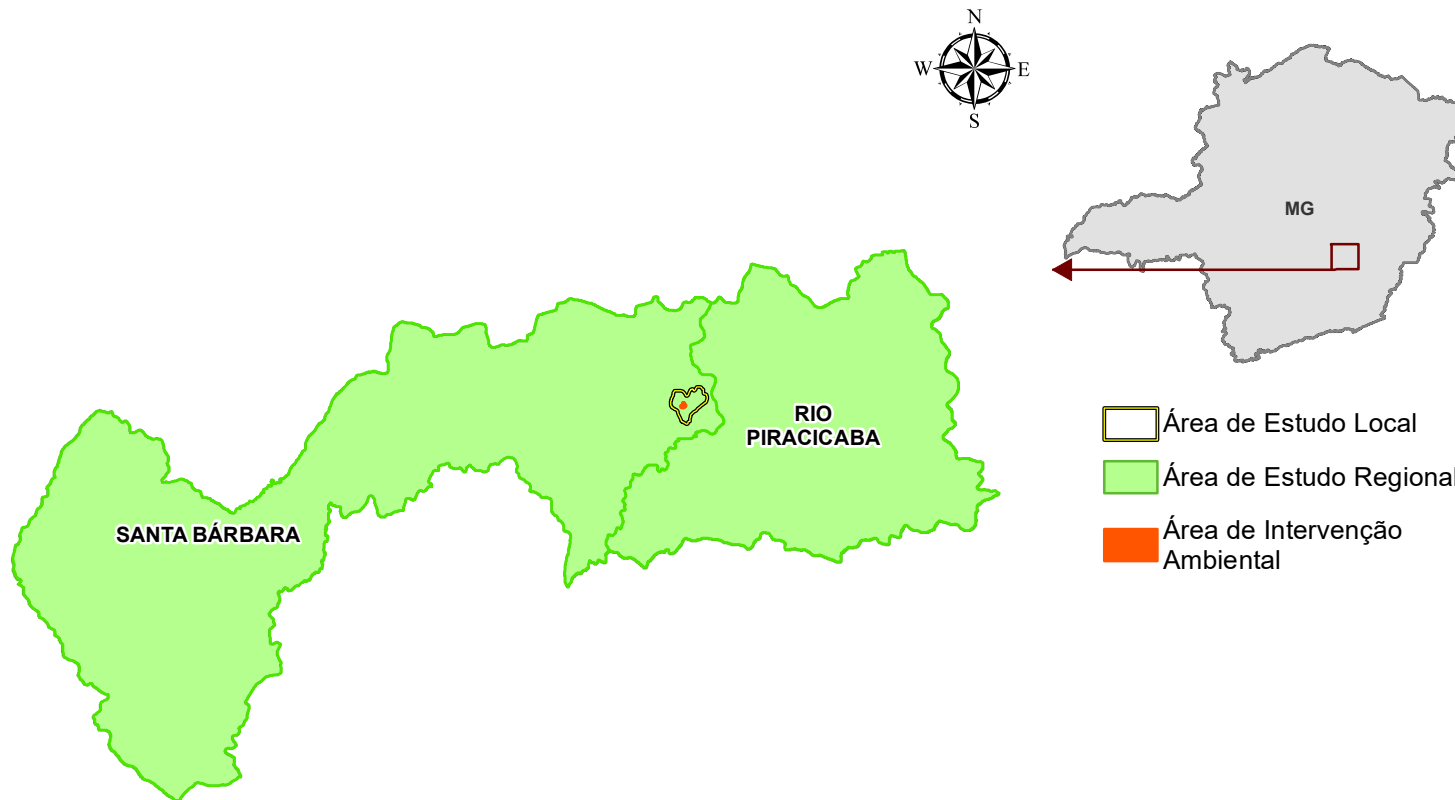 N
W
E
S
MG
RIO
PIRACICABA
SANTA BÁRBARA
Área de Estudo Local
Área de Estudo Regional
Área de Intervenção
Ambiental